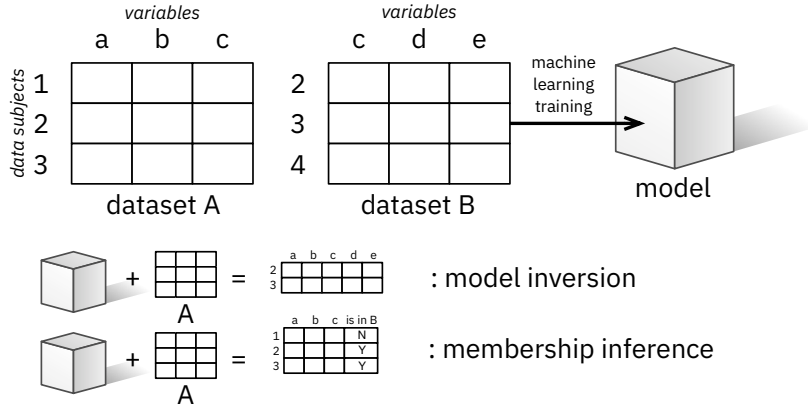 variables
a b c
data subjects
1
2
3
dataset A
variables
c d e
2
3
4
dataset B
machine
learning
training
model
+ =
A
a b c d e
2
3
: model inversion
+ =
A
a b c is in B
1 N
2 Y
3 Y
: membership inference